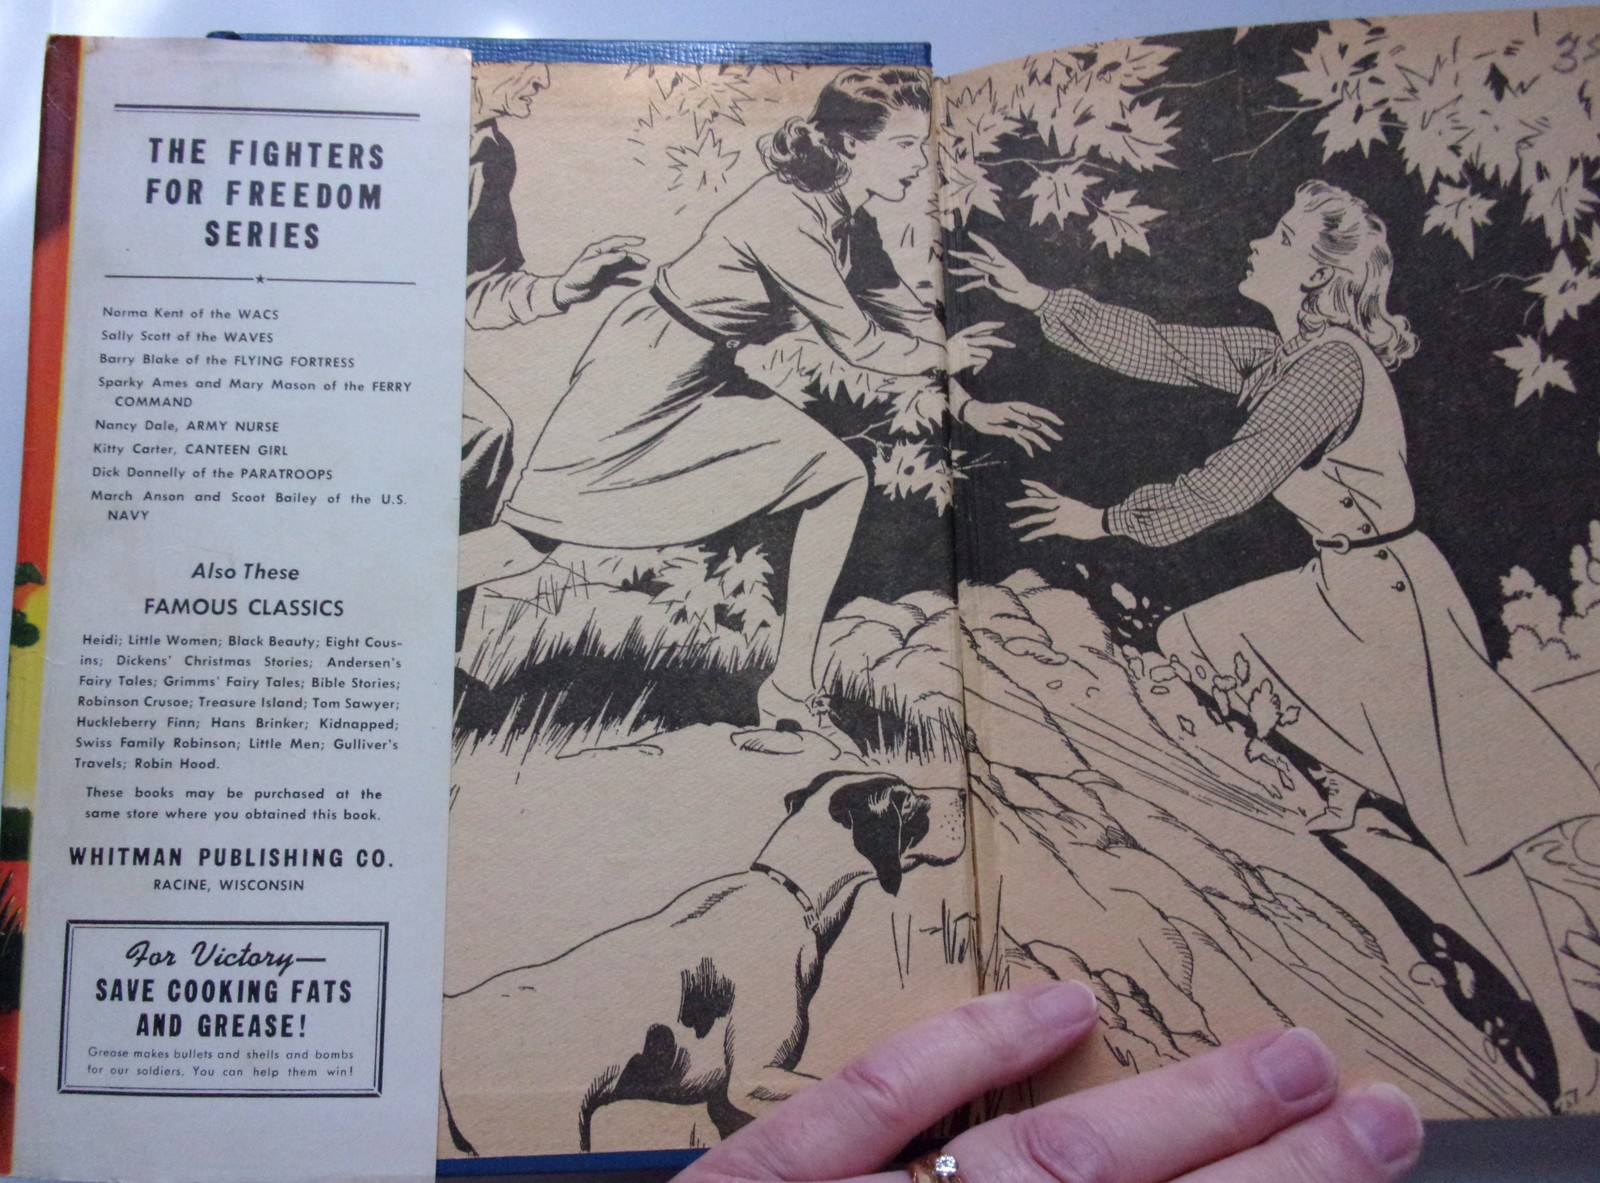 THE FIGHTERS
FOR FREEDOM
SERIES
Norma Kent of the WACS
Sally Scott of the WAVES
Barry Blake of the FLYING FORTRESS
Sparky Ames and Mary Mason of the FERRY
COMMAND
Nancy Dale, ARMY NURSE
Kitty Carter, CANTEEN GIRL
Dick Donnelly of the PARATROOPS
March Anson and Scoot Bailey of the U.S.
NAVY
Also These
FAMOUS CLASSICS
Heidi; Little Women; Black Beauty; Eight Cous-
ins; Dickens' Christmas Stories; Andersen's
Fairy Tales; Grimms' Fairy Tales; Bible Stories;
Robinson Crusoe; Treasure Island; Tom Sawyer;
Huckleberry Finn; Hans Brinker; Kidnapped;
Swiss Family Robinson; Little Men; Gulliver's
Travels; Robin Hood.
These books may be purchased at the
same store where you obtained this book.
WHITMAN PUBLISHING CO.
RACINE, WISCONSIN
For Victory—
SAVE COOKING FATS
AND GREASE!
Grease makes bullets and shells and bombs
for our soldiers. You can help them win!